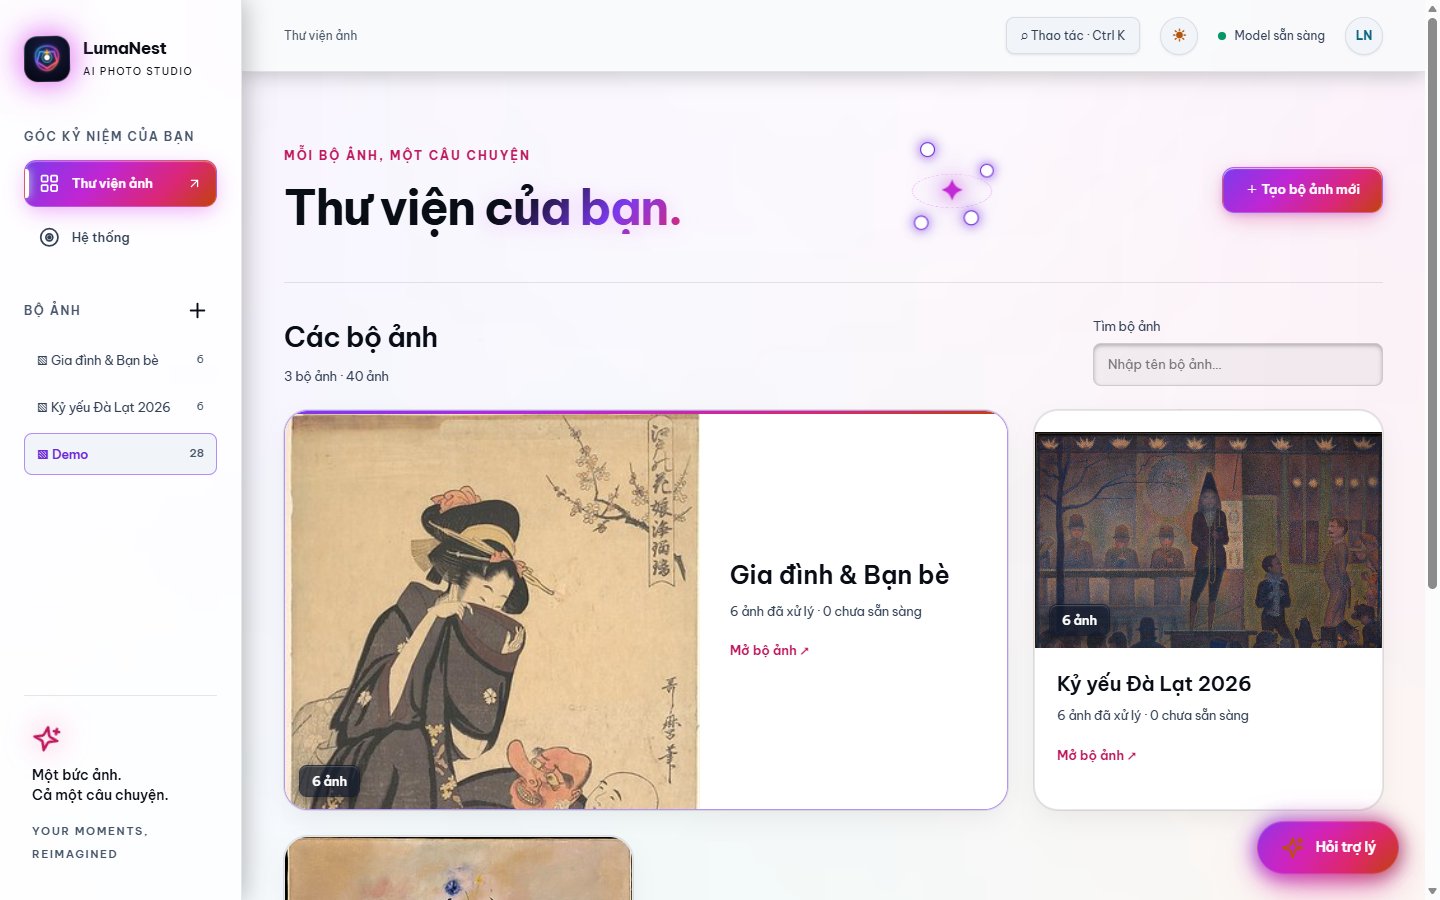 LumaNest
AI PHOTO STUDIO
GÓC KỶ NIỆM CỦA BẠN
Thư viện ảnh
Hệ thống
BỘ ẢNH
Gia đình & Bạn bè 6
Kỷ yếu Đà Lạt 2026 6
Demo 28
Một bức ảnh.
Cả một câu chuyện.
YOUR MOMENTS,
REIMAGINED
Thư viện ảnh
Thao tác · Ctrl K
Model sẵn sàng
LN
MỖI BỘ ẢNH, MỘT CÂU CHUYỆN
Thư viện của bạn.
+ Tạo bộ ảnh mới
Các bộ ảnh
3 bộ ảnh · 40 ảnh
Tìm bộ ảnh
Nhập tên bộ ảnh...
6 ảnh
Gia đình & Bạn bè
6 ảnh đã xử lý · 0 chưa sẵn sàng
Mở bộ ảnh ↗
6 ảnh
Kỷ yếu Đà Lạt 2026
6 ảnh đã xử lý · 0 chưa sẵn sàng
Mở bộ ảnh ↗
Hỏi trợ lý